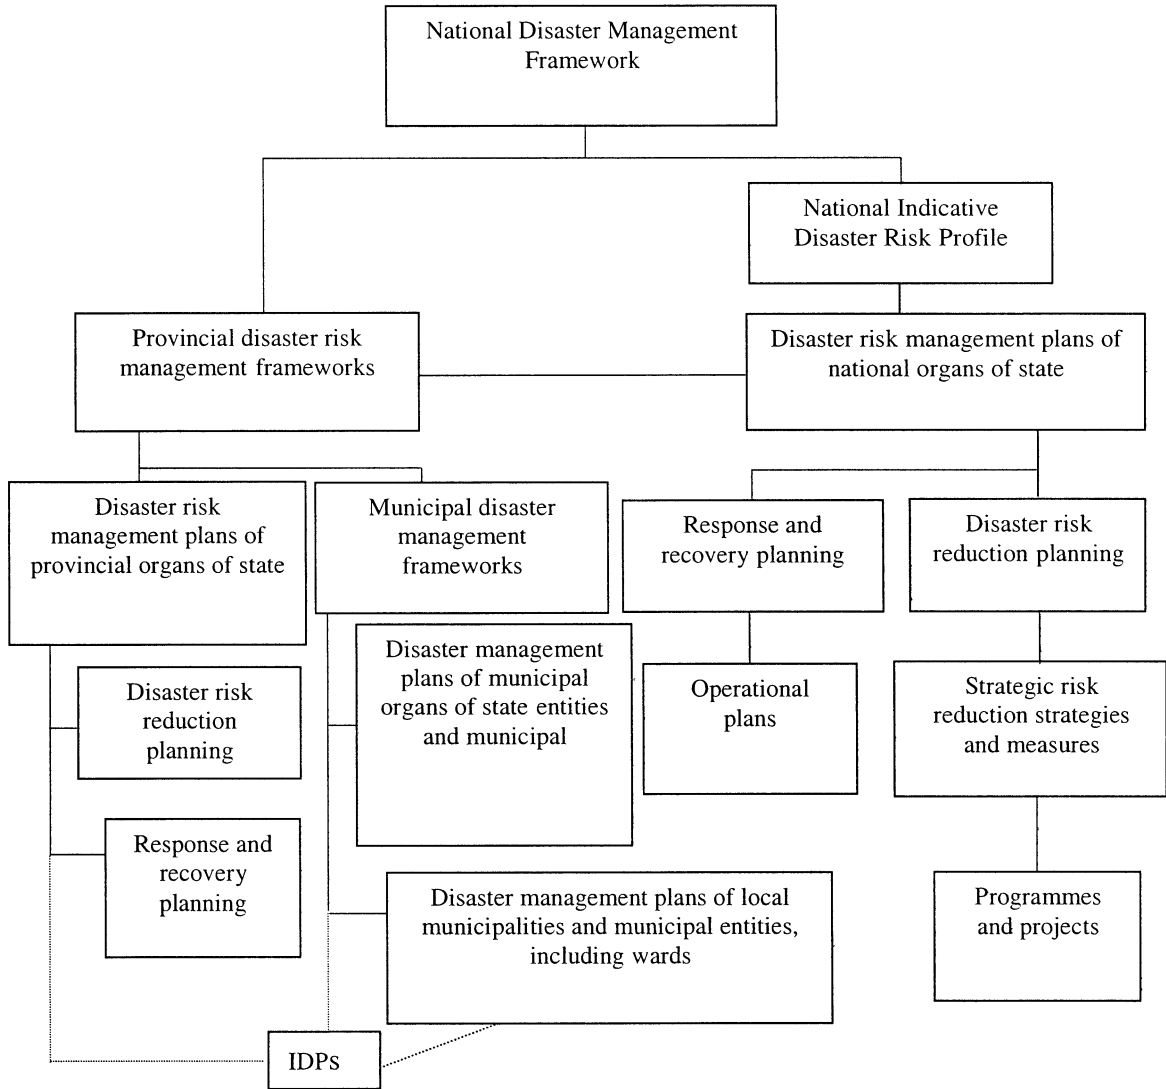 National Disaster Management
Framework
National Indicative
Disaster Risk Profile
Provincial disaster risk
management frameworks
Disaster risk management plans of
national organs of state
Disaster risk
management plans of
provincial organs of state
Municipal disaster
management
frameworks
Response and
recovery planning
Disaster risk
reduction planning
Disaster risk
reduction
planning
Disaster management
plans of municipal
organs of state entities
and municipal
Operational
plans
Strategic risk
reduction strategies
and measures
Response and
recovery
planning
Disaster management plans of local
municipalities and municipal entities,
including wards
Programmes
and projects
IDPs